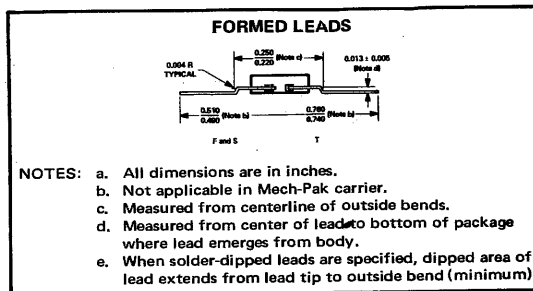 FORMED LEADS
0.250
0.220 (Note c)
0.013 ± 0.005
(Note d)
0.004 R
TYPICAL
0.510
0.490 (Note b)
0.760
0.740 (Note b)
F and S
T
NOTES: a. All dimensions are in inches.
b. Not applicable in Mech-Pak carrier.
c. Measured from centerline of outside bends.
d. Measured from center of lead to bottom of package
where lead emerges from body.
e. When solder-dipped leads are specified, dipped area of
lead extends from lead tip to outside bend (minimum)